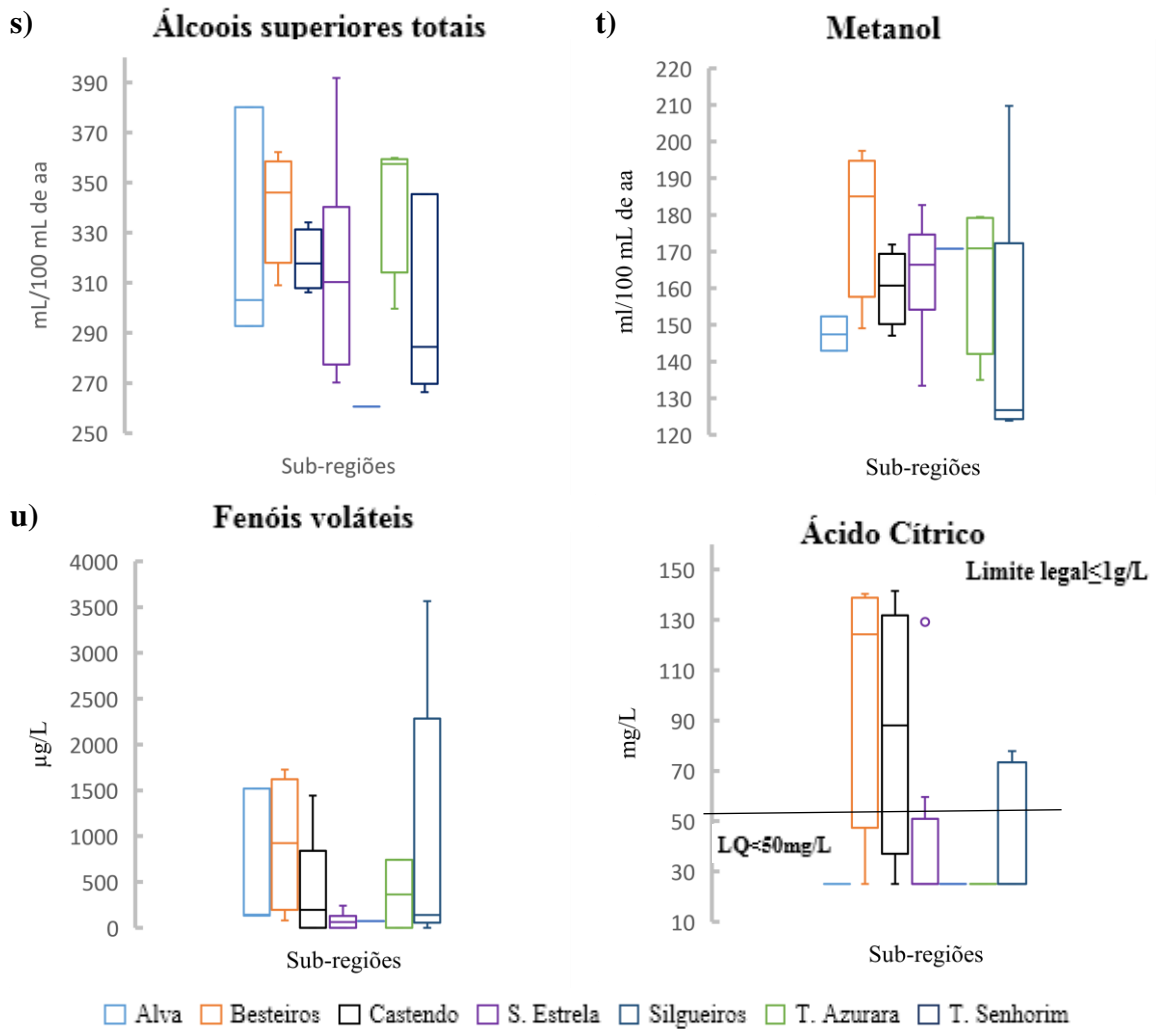 s)
Álcoois superiores totais
390
370
350
330
310
290
270
250
mL/100 mL de aa
Sub-regiões
t)
Metanol
220
210
200
190
180
170
160
150
140
130
120
ml/100 mL de aa
Sub-regiões
u)
Fenóis voláteis
4000
3500
3000
2500
2000
1500
1000
500
0
µg/L
Sub-regiões
Ácido Cítrico
Limite legal≤1g/L
150
130
110
90
70
50
30
10
mg/L
LQ<50mg/L
Sub-regiões
Alva Besteiros Castendo S. Estrela Silgueiros T. Azurara T. Senhorim